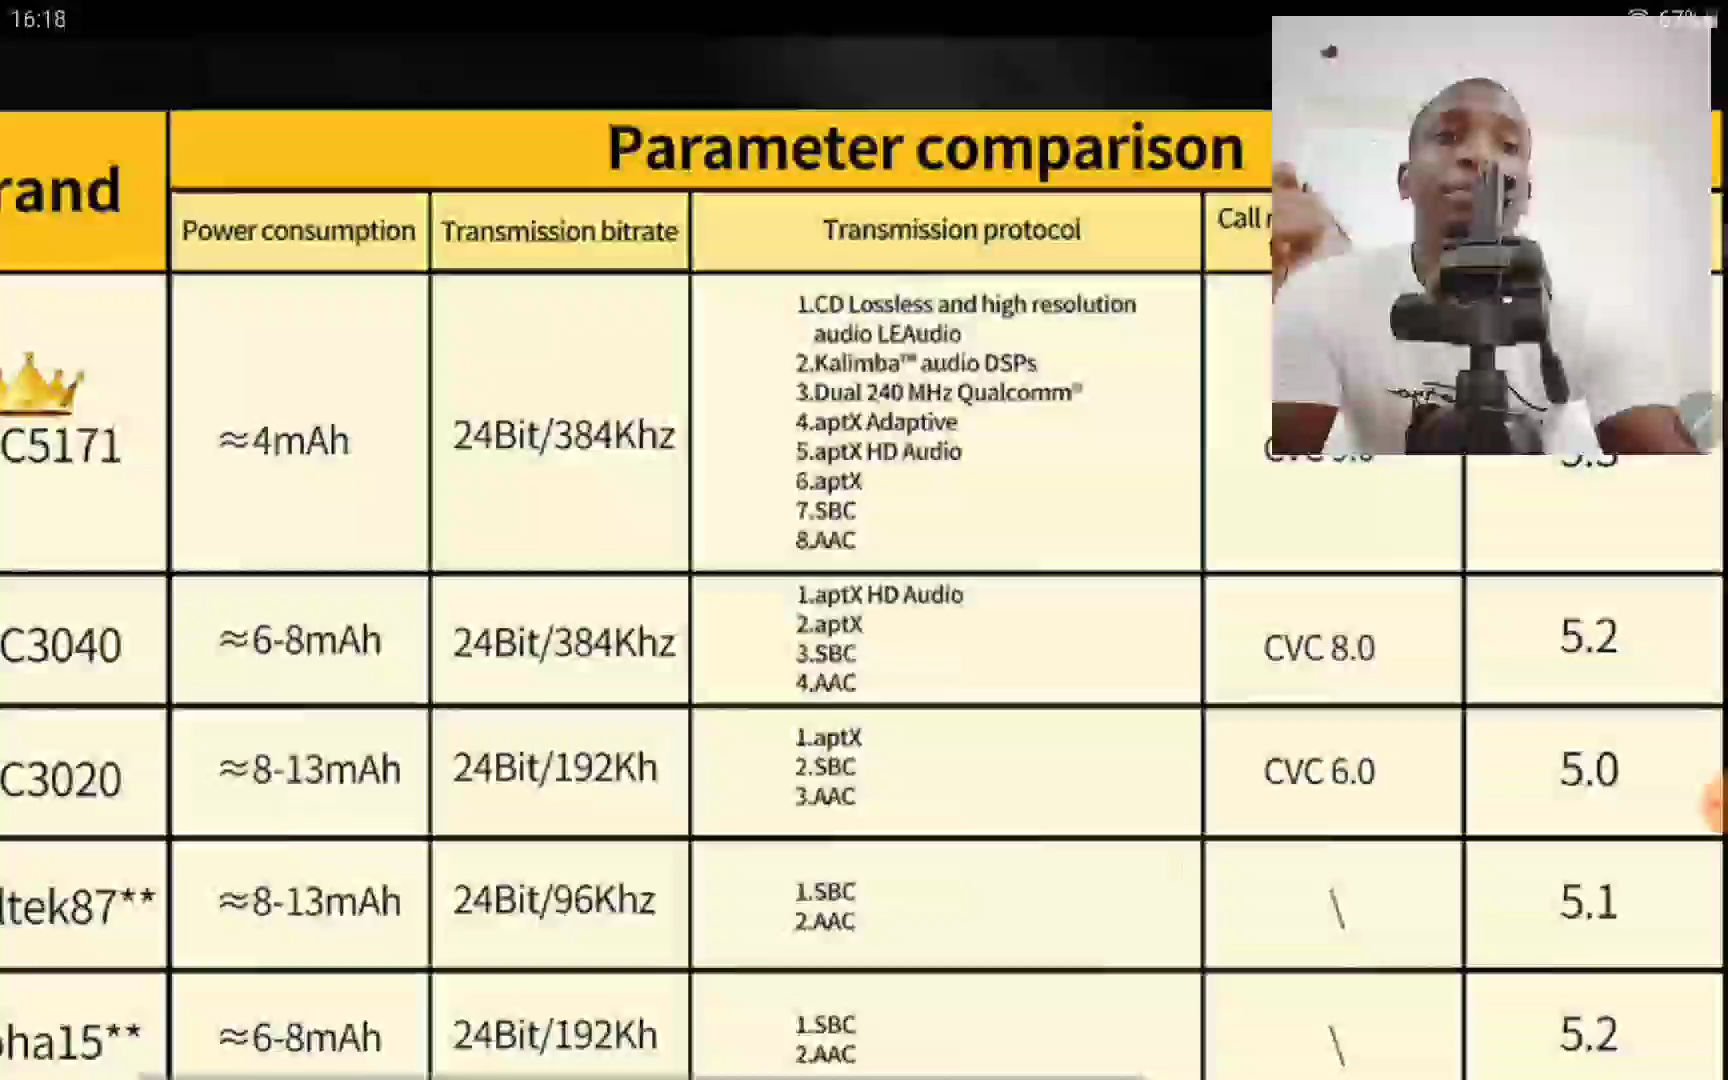 16:18
67%
rand
Parameter comparison
Power consumption
Transmission bitrate
Transmission protocol
Call
C5171
≈4mAh
24Bit/384Khz
1.CD Lossless and high resolution
audio LEAudio
2.Kalimba™ audio DSPs
3.Dual 240 MHz Qualcomm®
4.aptX Adaptive
5.aptX HD Audio
6.aptX
7.SBC
8.AAC
C3040
≈6-8mAh
24Bit/384Khz
1.aptX HD Audio
2.aptX
3.SBC
4.AAC
CVC 8.0
5.2
C3020
≈8-13mAh
24Bit/192Kh
1.aptX
2.SBC
3.AAC
CVC 6.0
5.0
ltek87**
≈8-13mAh
24Bit/96Khz
1.SBC
2.AAC
\
5.1
ha15**
≈6-8mAh
24Bit/192Kh
1.SBC
2.AAC
\
5.2